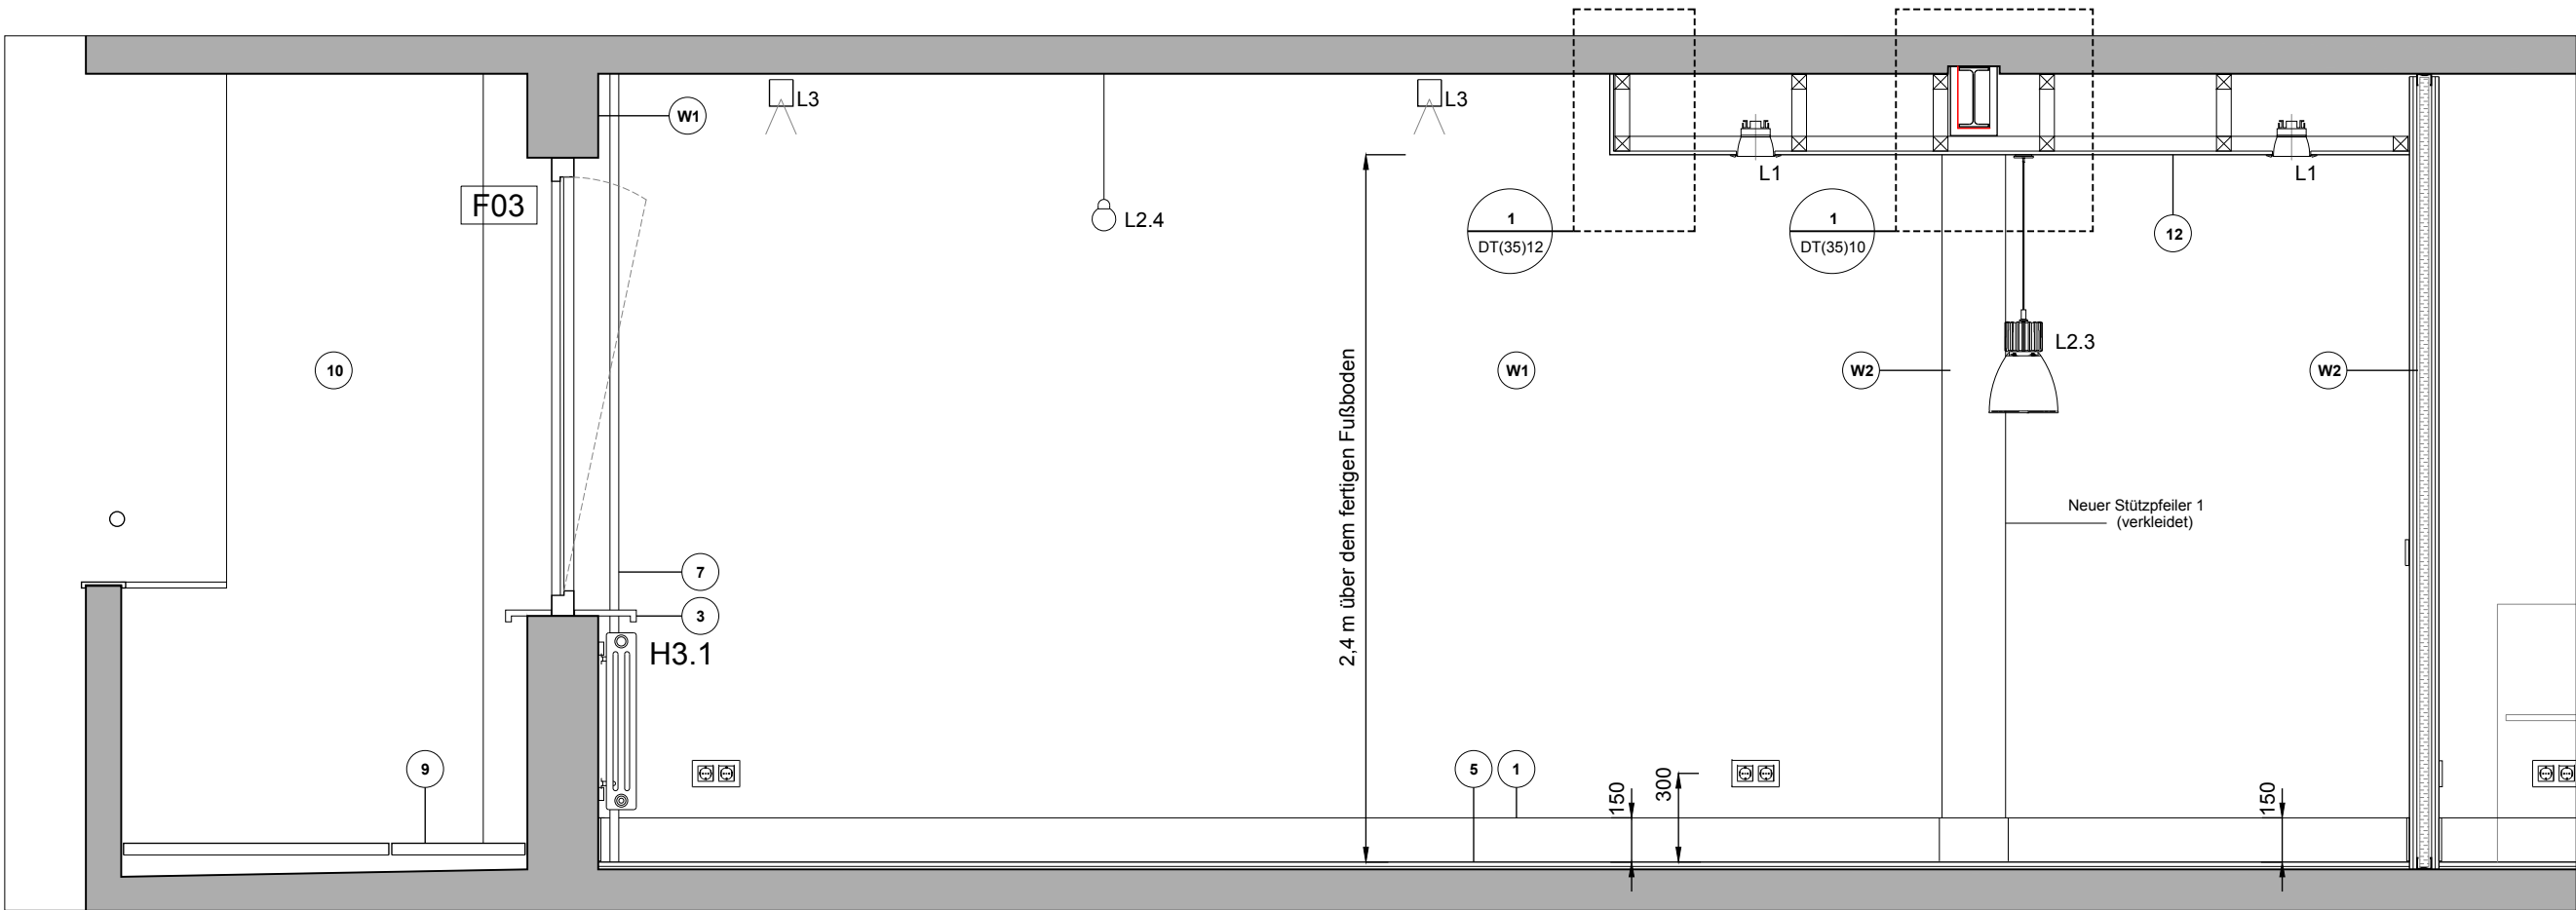 W1
L3
L3
L1
L1
F03
L2.4
1
DT(35)12
1
DT(35)10
12
10
W1
W2
L2.3
W2
2,4 m über dem fertigen Fußboden
Neuer Stützpfeiler 1
(verkleidet)
7
3
H3.1
9
5
1
150
300
150